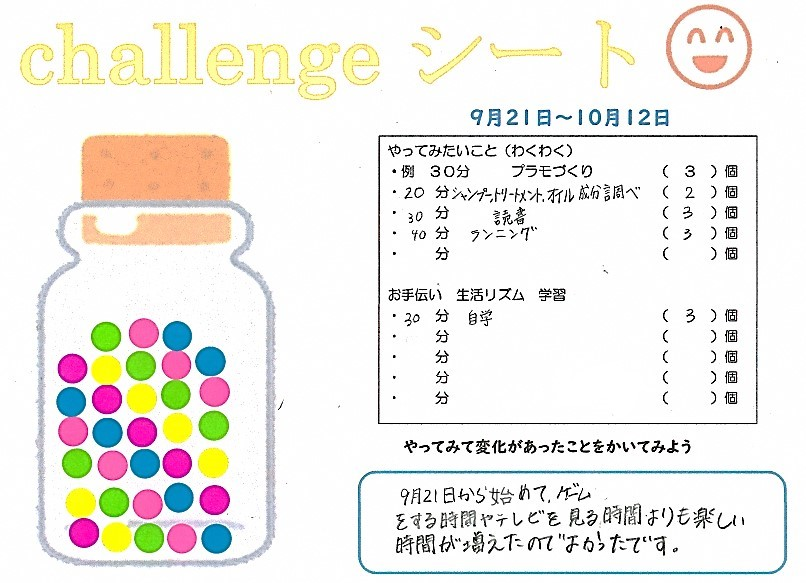 challenge シート
9月21日～10月12日
やってみたいこと（わくわく）
・例　30分　プラモづくり　（　3　）個
・20　分　シャンプー、トリートメント、オイル成分調べ　（　2　）個
・30　分　読書　（　3　）個
・40　分　ランニング　（　3　）個
・　分　（　）個
お手伝い　生活リズム　学習
・30　分　自学　（　3　）個
・　分　（　）個
・　分　（　）個
・　分　（　）個
・　分　（　）個
やってみて変化があったことをかいてみよう
9月21日から始めて、ゲーム
をする時間やテレビを見る時間よりも楽しい
時間が増えたのでよかったです。